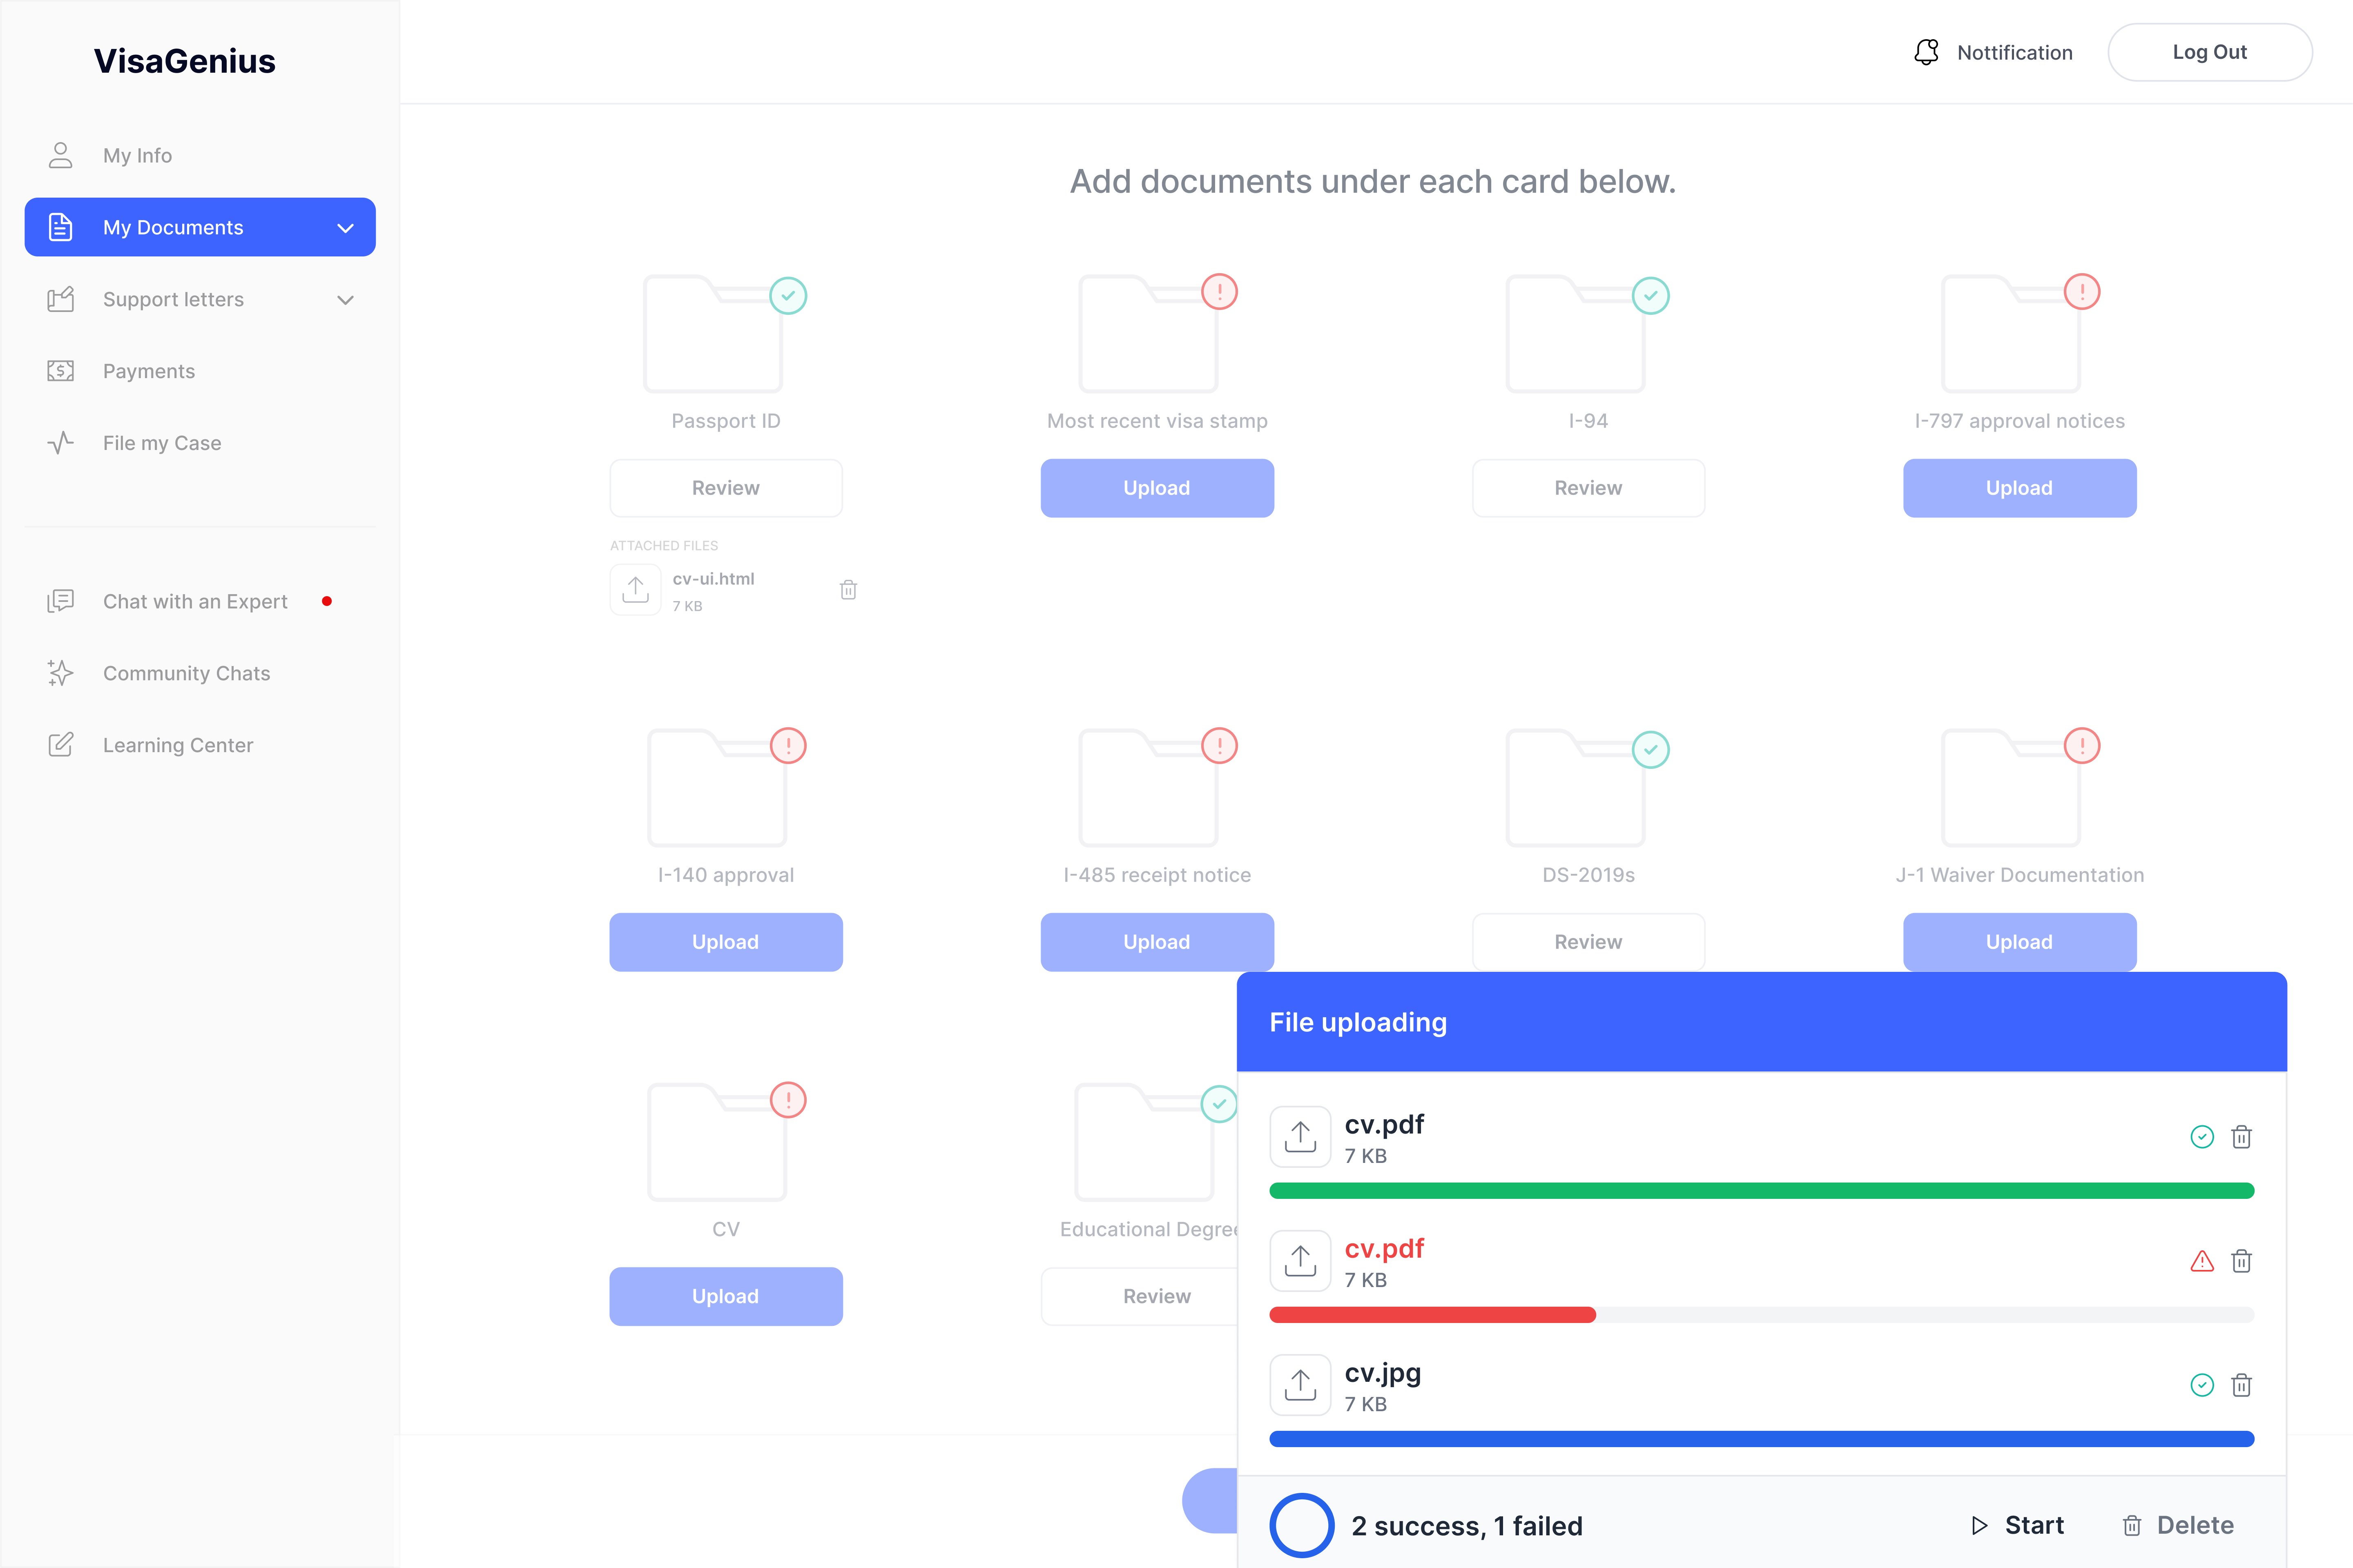 VisaGenius
Nottification
Log Out
My Info
My Documents
Support letters
Payments
File my Case
Chat with an Expert
Community Chats
Learning Center
Add documents under each card below.
Passport ID
Most recent visa stamp
I-94
I-797 approval notices
Review
Upload
Review
Upload
ATTACHED FILES
cv-ui.html
7 KB
I-140 approval
I-485 receipt notice
DS-2019s
J-1 Waiver Documentation
Upload
Upload
Review
Upload
CV
Educational Degree
Upload
Review
File uploading
cv.pdf
7 KB
cv.pdf
7 KB
cv.jpg
7 KB
2 success, 1 failed
Start
Delete